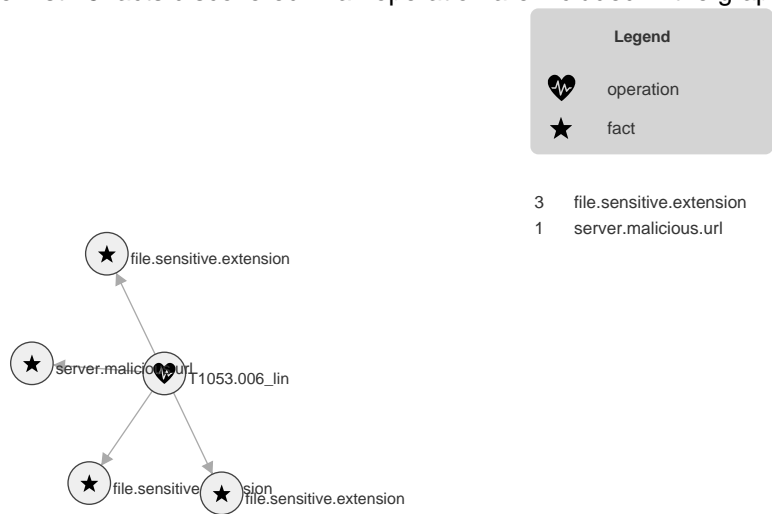 Legend
operation
fact
3 file.sensitive.extension
1 server.malicious.url
file.sensitive.extension
server.malicious.url
T1053.006_lin
file.sensitive extension
file.sensitive.extension